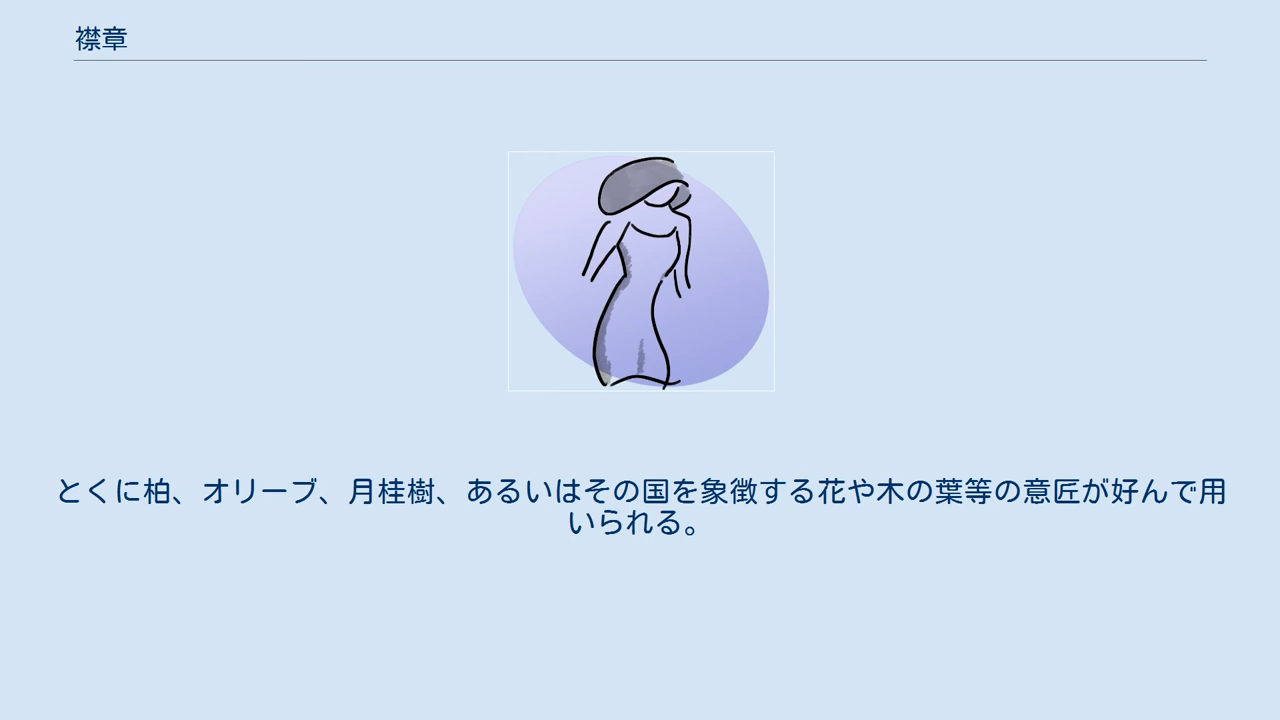 襟章
とくに柏、オリーブ、月桂樹、あるいはその国を象徴する花や木の葉等の意匠が好んで用
いられる。